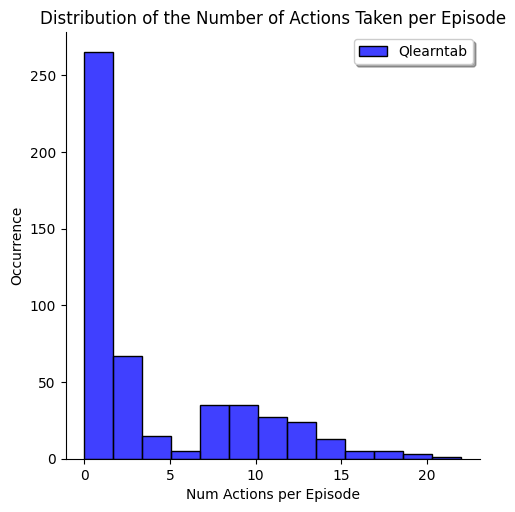 Distribution of the Number of Actions Taken per Episode
Qlearntab
Occurrence
250
200
150
100
50
0
0 5 10 15 20
Num Actions per Episode